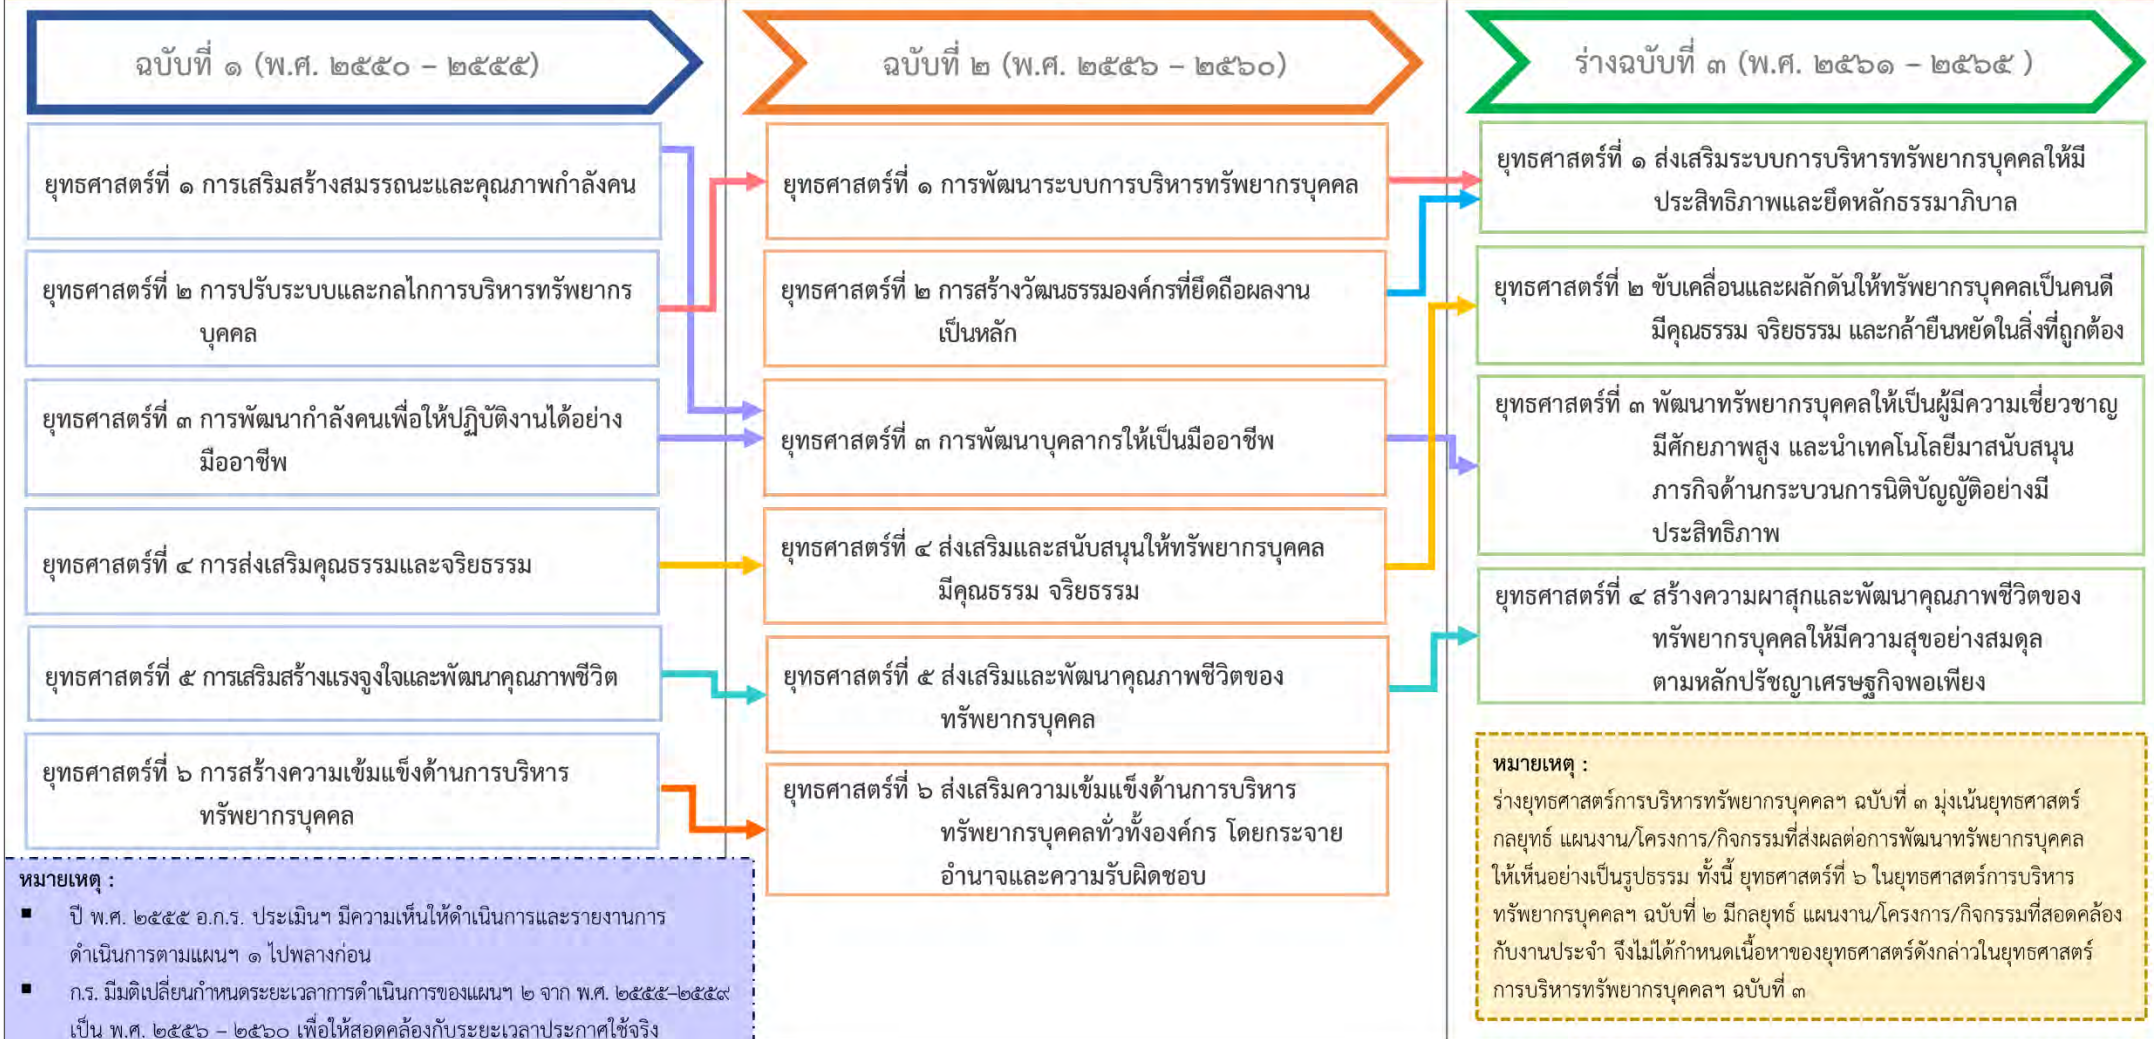 ฉบับที่ ๑ (พ.ศ. ๒๕๕๐ – ๒๕๕๕)
ยุทธศาสตร์ที่ ๑ การเสริมสร้างสมรรถนะและคุณภาพกำลังคน
ยุทธศาสตร์ที่ ๒ การปรับระบบและกลไกการบริหารทรัพยากร
บุคคล
ยุทธศาสตร์ที่ ๓ การพัฒนากำลังคนเพื่อให้ปฏิบัติงานได้อย่าง
มืออาชีพ
ยุทธศาสตร์ที่ ๔ การส่งเสริมคุณธรรมและจริยธรรม
ยุทธศาสตร์ที่ ๕ การเสริมสร้างแรงจูงใจและพัฒนาคุณภาพชีวิต
ยุทธศาสตร์ที่ ๖ การสร้างความเข้มแข็งด้านการบริหาร
ทรัพยากรบุคคล
หมายเหตุ :
▪ ปี พ.ศ. ๒๕๕๕ อ.ก.ร. ประเมินฯ มีความเห็นให้ดำเนินการและรายงานการ
ดำเนินการตามแผนฯ ๑ ไปพลางก่อน
▪ ก.ร. มีมติเปลี่ยนกำหนดระยะเวลาการดำเนินการของแผนฯ ๒ จาก พ.ศ. ๒๕๕๕–๒๕๕๙
เป็น พ.ศ. ๒๕๕๖ – ๒๕๖๐ เพื่อให้สอดคล้องกับระยะเวลาประกาศใช้จริง
ฉบับที่ ๒ (พ.ศ. ๒๕๕๖ – ๒๕๖๐)
ยุทธศาสตร์ที่ ๑ การพัฒนาระบบการบริหารทรัพยากรบุคคล
ยุทธศาสตร์ที่ ๒ การสร้างวัฒนธรรมองค์กรที่ยึดถือผลงาน
เป็นหลัก
ยุทธศาสตร์ที่ ๓ การพัฒนาบุคลากรให้เป็นมืออาชีพ
ยุทธศาสตร์ที่ ๔ ส่งเสริมและสนับสนุนให้ทรัพยากรบุคคล
มีคุณธรรม จริยธรรม
ยุทธศาสตร์ที่ ๕ ส่งเสริมและพัฒนาคุณภาพชีวิตของ
ทรัพยากรบุคคล
ยุทธศาสตร์ที่ ๖ ส่งเสริมความเข้มแข็งด้านการบริหาร
ทรัพยากรบุคคลทั่วทั้งองค์กร โดยกระจาย
อำนาจและความรับผิดชอบ
ร่างฉบับที่ ๓ (พ.ศ. ๒๕๖๑ – ๒๕๖๕ )
ยุทธศาสตร์ที่ ๑ ส่งเสริมระบบการบริหารทรัพยากรบุคคลให้มี
ประสิทธิภาพและยึดหลักธรรมาภิบาล
ยุทธศาสตร์ที่ ๒ ขับเคลื่อนและผลักดันให้ทรัพยากรบุคคลเป็นคนดี
มีคุณธรรม จริยธรรม และกล้ายืนหยัดในสิ่งที่ถูกต้อง
ยุทธศาสตร์ที่ ๓ พัฒนาทรัพยากรบุคคลให้เป็นผู้มีความเชี่ยวชาญ
มีศักยภาพสูง และนำเทคโนโลยีมาสนับสนุน
ภารกิจด้านกระบวนการนิติบัญญัติอย่างมี
ประสิทธิภาพ
ยุทธศาสตร์ที่ ๔ สร้างความผาสุกและพัฒนาคุณภาพชีวิตของ
ทรัพยากรบุคคลให้มีความสุขอย่างสมดุล
ตามหลักปรัชญาเศรษฐกิจพอเพียง
หมายเหตุ :
ร่างยุทธศาสตร์การบริหารทรัพยากรบุคคลฯ ฉบับที่ ๓ มุ่งเน้นยุทธศาสตร์
กลยุทธ์ แผนงาน/โครงการ/กิจกรรมที่ส่งผลต่อการพัฒนาทรัพยากรบุคคล
ให้เห็นอย่างเป็นรูปธรรม ทั้งนี้ ยุทธศาสตร์ที่ ๖ ในยุทธศาสตร์การบริหาร
ทรัพยากรบุคคลฯ ฉบับที่ ๒ มีกลยุทธ์ แผนงาน/โครงการ/กิจกรรมที่สอดคล้อง
กับงานประจำ จึงไม่ได้กำหนดเนื้อหาของยุทธศาสตร์ดังกล่าวในยุทธศาสตร์
การบริหารทรัพยากรบุคคลฯ ฉบับที่ ๓